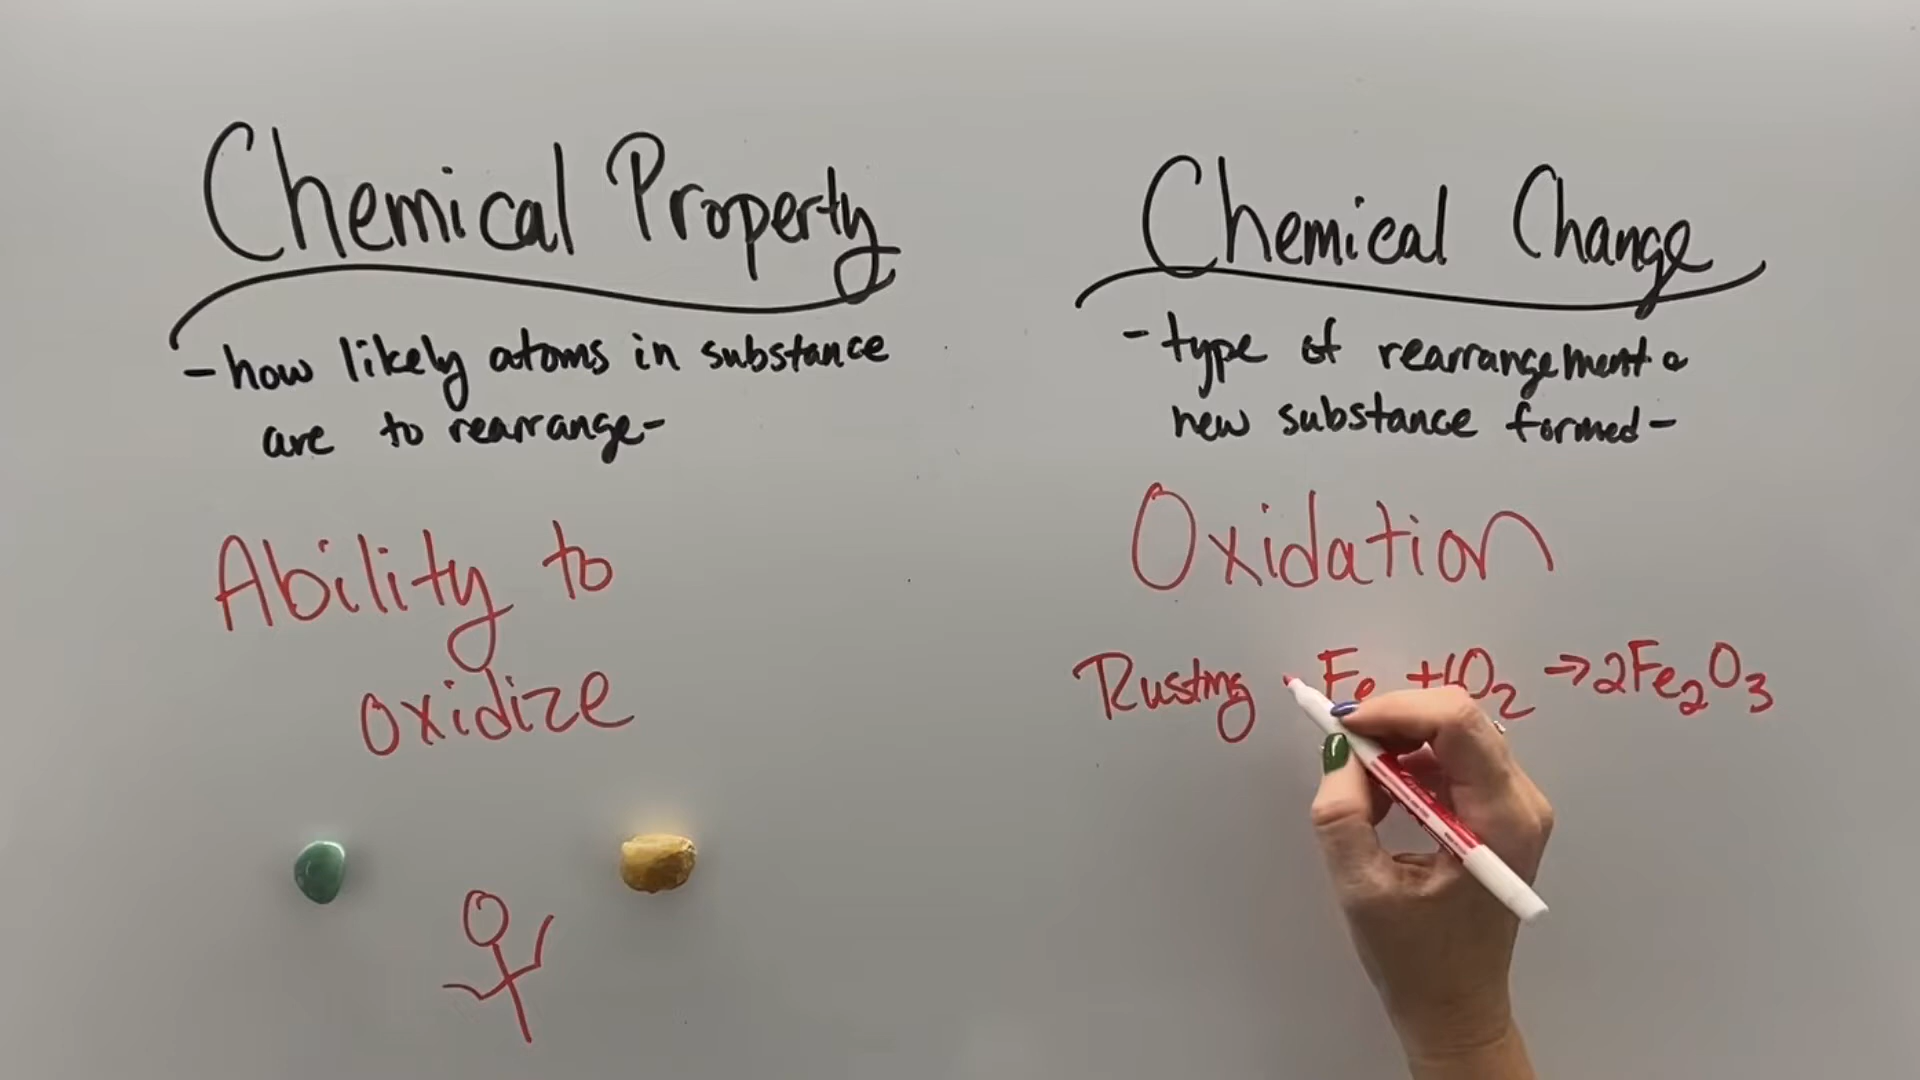 Chemical Property
-how likely atoms in substance
are to rearrange-
Ability to
oxidize
Chemical Change
-type of rearrangement
new substance formed-
Oxidation
Rusting Fe + O2 → 2Fe2O3